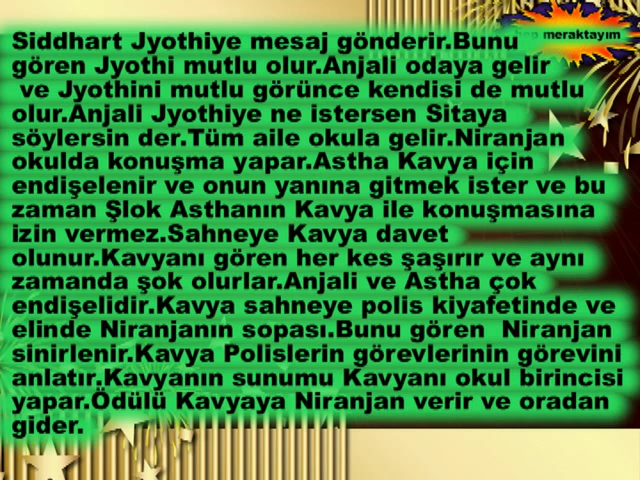 hep meraktayım
Siddhart Jyothiye mesaj gönderir.Bunu
gören Jyothi mutlu olur.Anjali odaya gelir
ve Jyothini mutlu görünce kendisi de mutlu
olur.Anjali Jyothiye ne istersen Sitaya
söylersin der.Tüm aile okula gelir.Niranjan
okulda konuşma yapar.Astha Kavya için
endişelenir ve onun yanına gitmek ister ve bu
zaman Şlok Asthanın Kavya ile konuşmasına
izin vermez.Sahneye Kavya davet
olunur.Kavyanı gören her kes şaşırır ve aynı
zamanda şok olurlar.Anjali ve Astha çok
endişelidir.Kavya sahneye polis kiyafetinde ve
elinde Niranjanın sopası.Bunu gören Niranjan
sinirlenir.Kavya Polislerin görevlerinin görevini
anlatır.Kavyanın sunumu Kavyanı okul birincisi
yapar.Ödülü Kavyaya Niranjan verir ve oradan
gider.